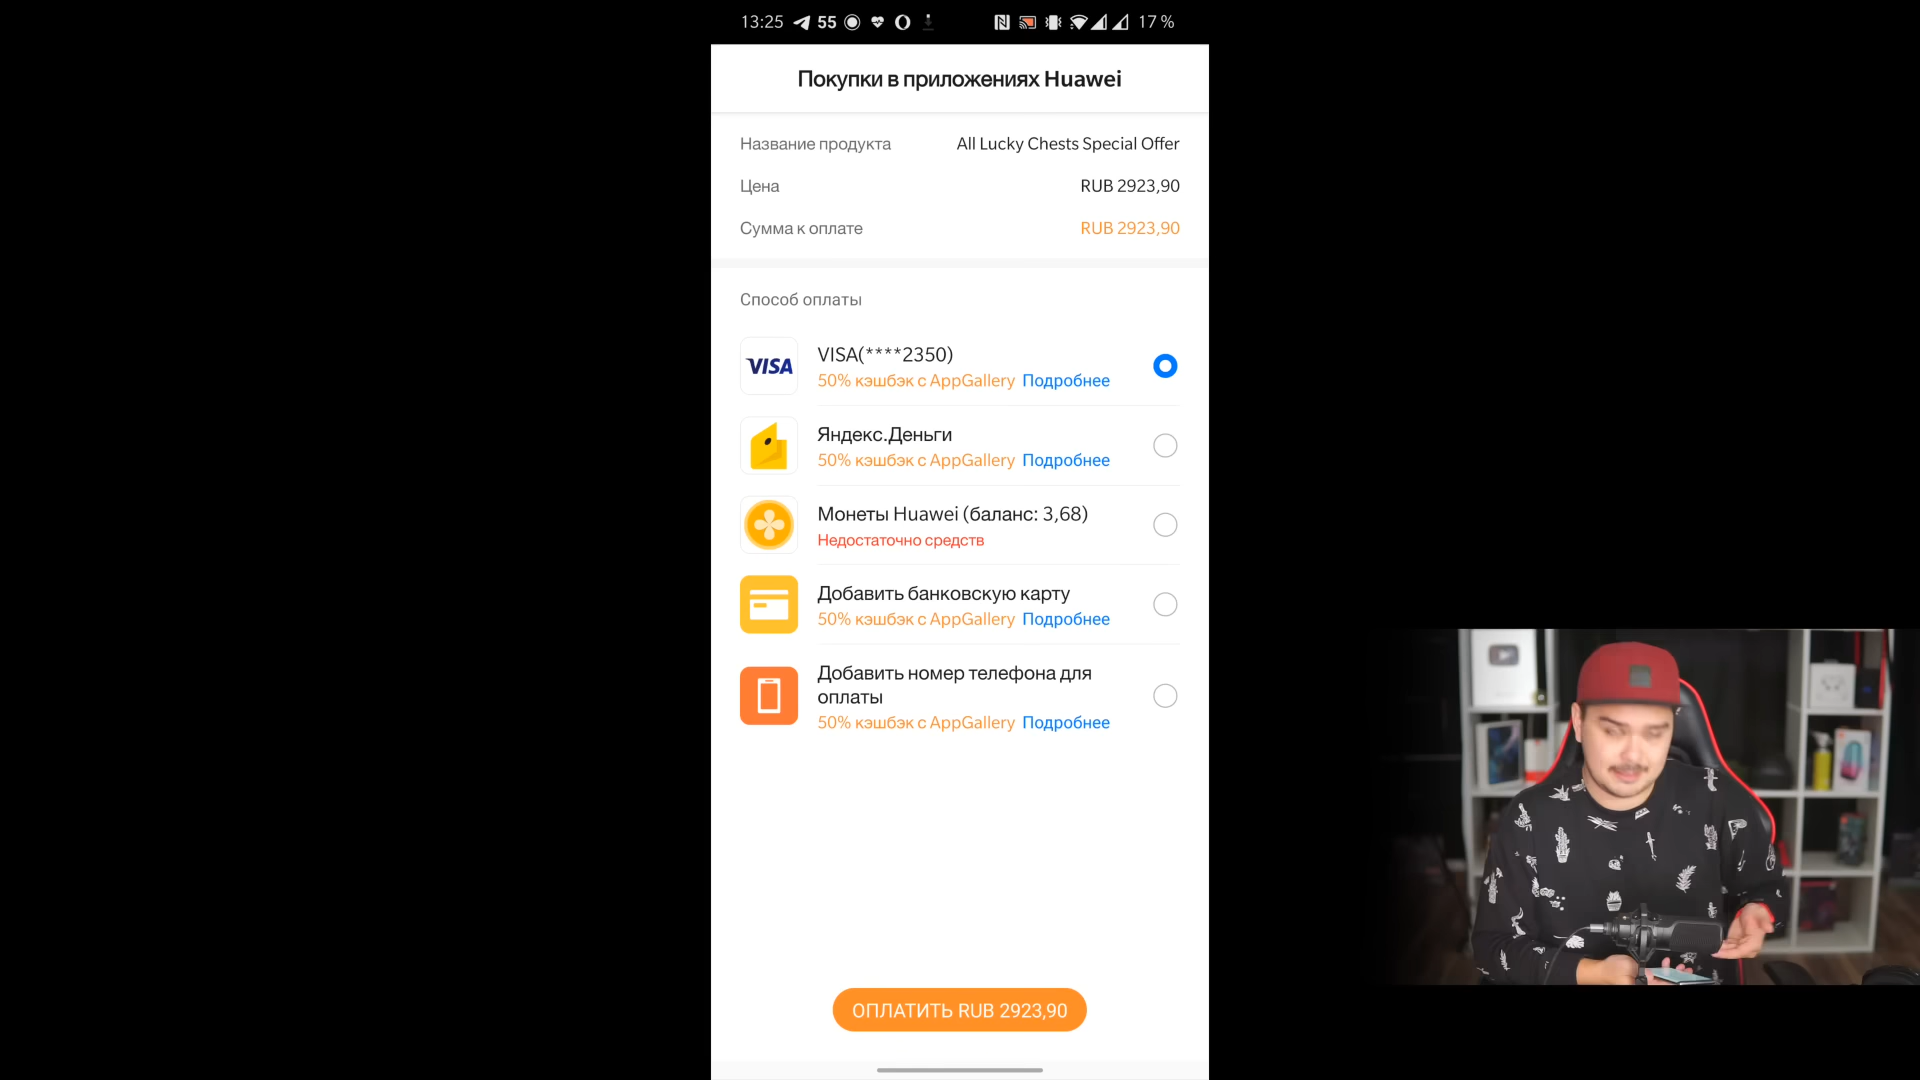 13:25 55 17 %
Покупки в приложениях Huawei
Название продукта All Lucky Chests Special Offer
Цена RUB 2923,90
Сумма к оплате RUB 2923,90
Способ оплаты
VISA VISA(****2350)
50% кэшбэк с AppGallery Подробнее
Яндекс.Деньги
50% кэшбэк с AppGallery Подробнее
Монеты Huawei (баланс: 3,68)
Недостаточно средств
Добавить банковскую карту
50% кэшбэк с AppGallery Подробнее
Добавить номер телефона для
оплаты
50% кэшбэк с AppGallery Подробнее
ОПЛАТИТЬ RUB 2923,90